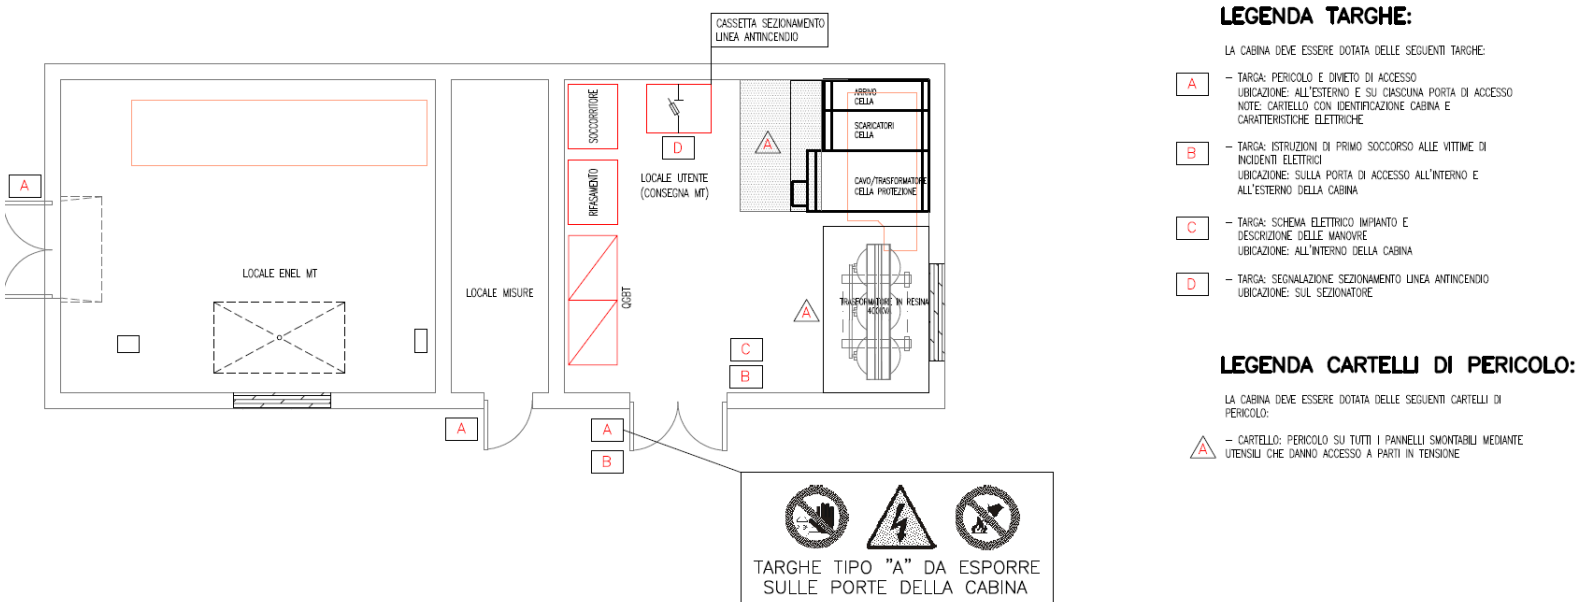 CASSETTA SEZIONAMENTO
LINEA ANTINCENDIO
SOCCORRITORE
D
RIFASAMENTO
LOCALE UTENTE
(CONSEGNA MT)
A
ARRIVO
CELLA
SCARICATORI
CELLA
CAVO/TRASFORMATORE
CELLA PROTEZIONE
A
LOCALE ENEL MT
LOCALE MISURE
QGBT
A
TRASFORMATORE IN RESINA
400KVA
C
B
A
A
B
TARGHE TIPO "A" DA ESPORRE
SULLE PORTE DELLA CABINA
LEGENDA TARGHE:
LA CABINA DEVE ESSERE DOTATA DELLE SEGUENTI TARGHE:
A
– TARGA: PERICOLO E DIVIETO DI ACCESSO
UBICAZIONE: ALL'ESTERNO E SU CIASCUNA PORTA DI ACCESSO
NOTE: CARTELLO CON IDENTIFICAZIONE CABINA E
CARATTERISTICHE ELETTRICHE
B
– TARGA: ISTRUZIONI DI PRIMO SOCCORSO ALLE VITTIME DI
INCIDENTI ELETTRICI
UBICAZIONE: SULLA PORTA DI ACCESSO ALL'INTERNO E
ALL'ESTERNO DELLA CABINA
C
– TARGA: SCHEMA ELETTRICO IMPIANTO E
DESCRIZIONE DELLE MANOVRE
UBICAZIONE: ALL'INTERNO DELLA CABINA
D
– TARGA: SEGNALAZIONE SEZIONAMENTO LINEA ANTINCENDIO
UBICAZIONE: SUL SEZIONATORE
LEGENDA CARTELLI DI PERICOLO:
LA CABINA DEVE ESSERE DOTATA DELLE SEGUENTI CARTELLI DI
PERICOLO:
A
– CARTELLO: PERICOLO SU TUTTI I PANNELLI SMONTABILI MEDIANTE
UTENSILI CHE DANNO ACCESSO A PARTI IN TENSIONE